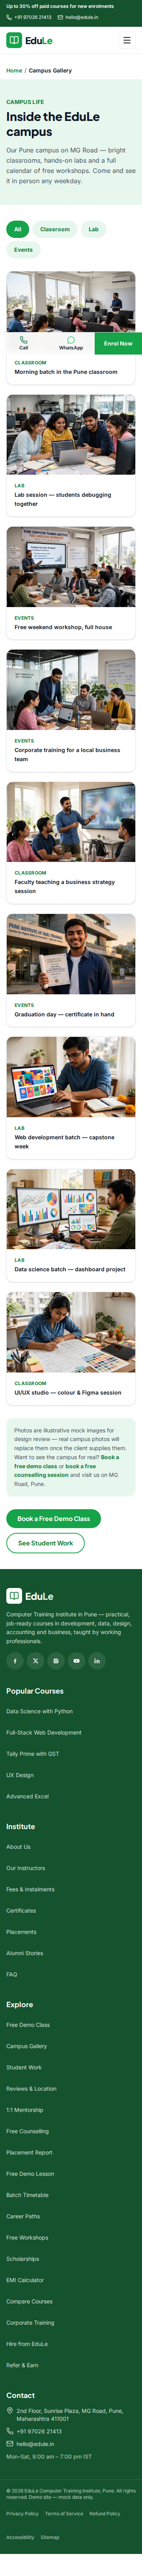 Up to 30% off paid courses for new enrolments
+91 97026 21413 hello@edule.in
EduLe
Home / Campus Gallery
CAMPUS LIFE
Inside the EduLe
campus
Our Pune campus on MG Road — bright
classrooms, hands-on labs and a full
calendar of free workshops. Come and see
it in person any weekday.
All Classroom Lab
Events
Call WhatsApp Enrol Now
CLASSROOM
Morning batch in the Pune classroom
LAB
Lab session — students debugging
together
EVENTS
Free weekend workshop, full house
EVENTS
Corporate training for a local business
team
CLASSROOM
Faculty teaching a business strategy
session
EVENTS
Graduation day — certificate in hand
LAB
Web development batch — capstone
week
LAB
Data science batch — dashboard project
CLASSROOM
UI/UX studio — colour & Figma session
Photos are illustrative mock images for
design review — real campus photos will
replace them once the client supplies them.
Want to see the campus for real? Book a
free demo class or book a free
counselling session and visit us on MG
Road, Pune.
Book a Free Demo Class
See Student Work
EduLe
Computer Training Institute in Pune — practical,
job-ready courses in development, data, design,
accounting and business, taught by working
professionals.
Popular Courses
Data Science with Python
Full-Stack Web Development
Tally Prime with GST
UX Design
Advanced Excel
Institute
About Us
Our Instructors
Fees & Instalments
Certificates
Placements
Alumni Stories
FAQ
Explore
Free Demo Class
Campus Gallery
Student Work
Reviews & Location
1:1 Mentorship
Free Counselling
Placement Report
Free Demo Lesson
Batch Timetable
Career Paths
Free Workshops
Scholarships
EMI Calculator
Compare Courses
Corporate Training
Hire from EduLe
Refer & Earn
Contact
2nd Floor, Sunrise Plaza, MG Road, Pune,
Maharashtra 411001
+91 97026 21413
hello@edule.in
Mon–Sat, 9:00 am – 7:00 pm IST
© 2026 EduLe Computer Training Institute, Pune. All rights
reserved. Demo site — mock data only.
Privacy Policy Terms of Service Refund Policy
Accessibility Sitemap